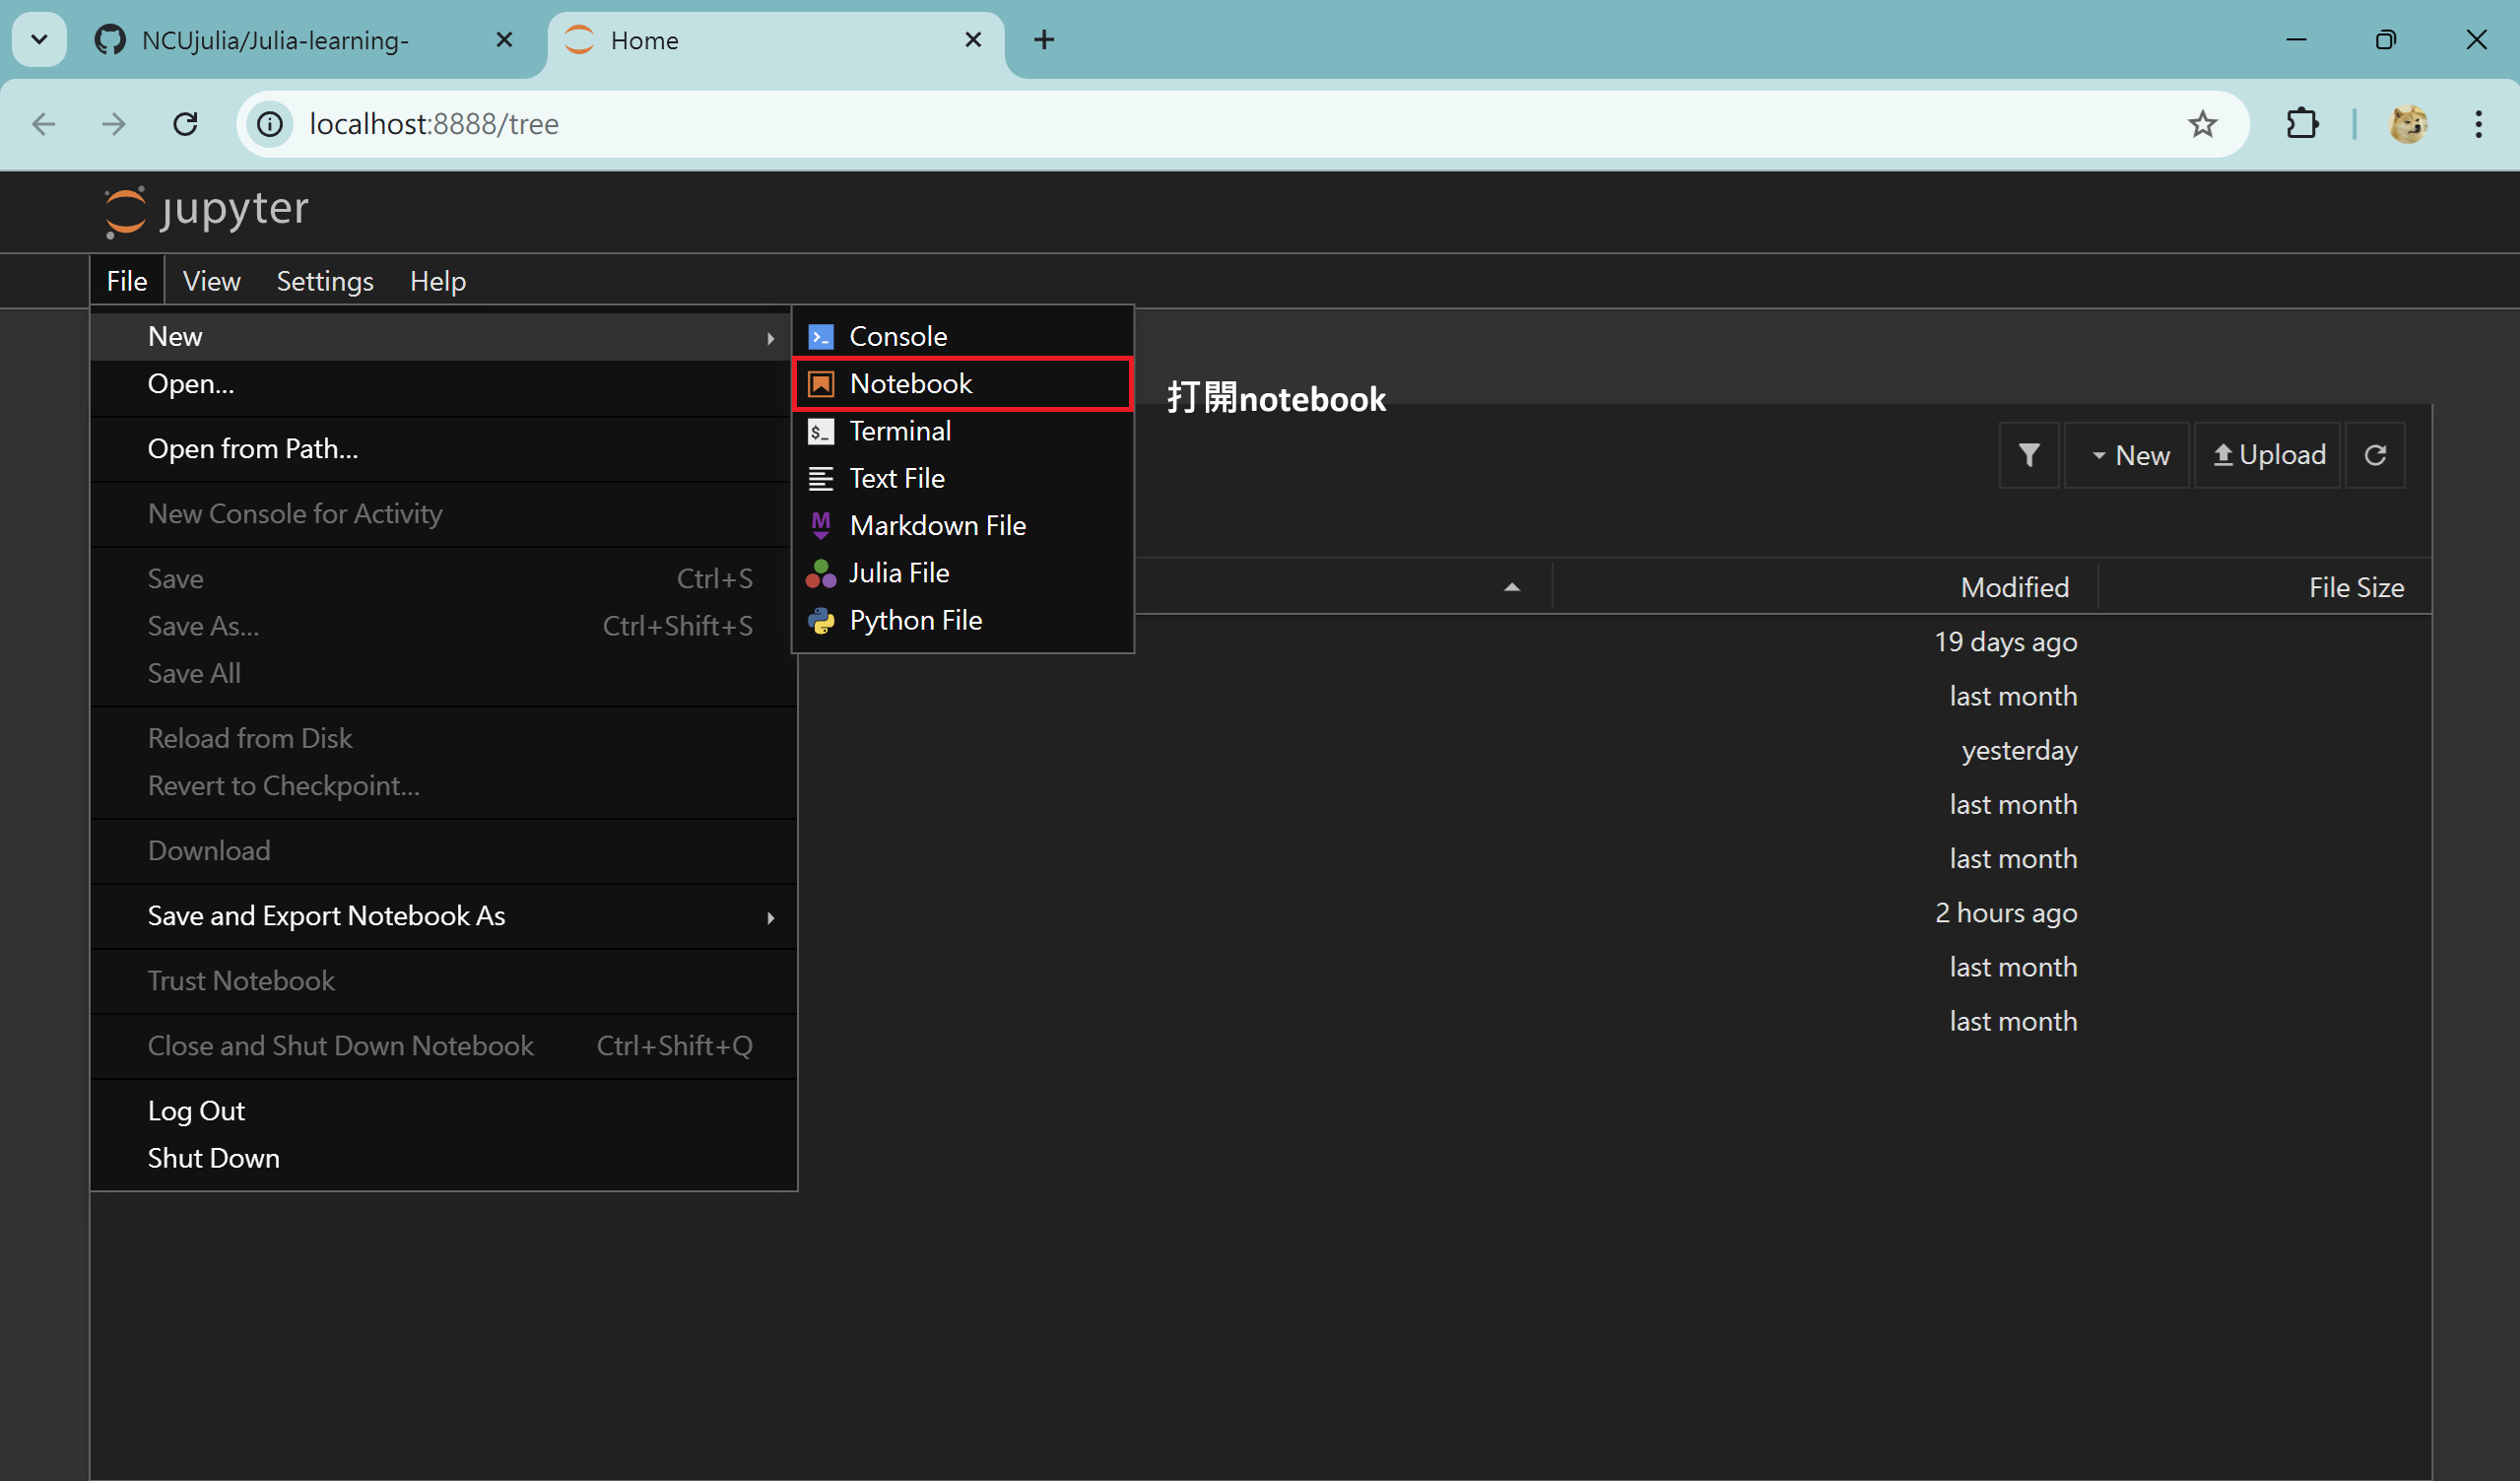 NCUjulia/Julia-learning-
Home
localhost:8888/tree
jupyter
File View Settings Help
New
Open...
Open from Path...
New Console for Activity
Save Ctrl+S
Save As... Ctrl+Shift+S
Save All
Reload from Disk
Revert to Checkpoint...
Download
Save and Export Notebook As
Trust Notebook
Close and Shut Down Notebook Ctrl+Shift+Q
Log Out
Shut Down
Console
Notebook
Terminal
Text File
Markdown File
Julia File
Python File
打開notebook
New Upload
Modified File Size
19 days ago
last month
yesterday
last month
last month
2 hours ago
last month
last month